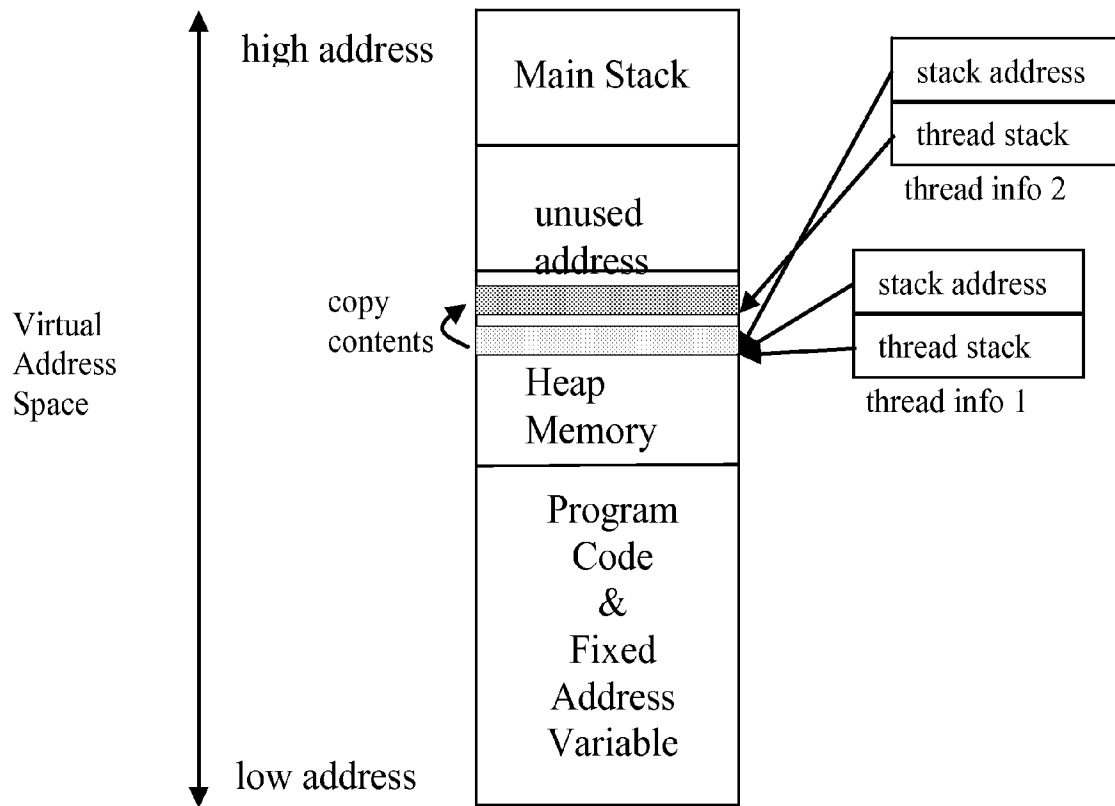 high address
Main Stack
stack address
thread stack
thread info 2
unused
address
stack address
thread stack
thread info 1
copy
contents
Virtual
Address
Space
Heap
Memory
Program
Code
&
Fixed
Address
Variable
low address